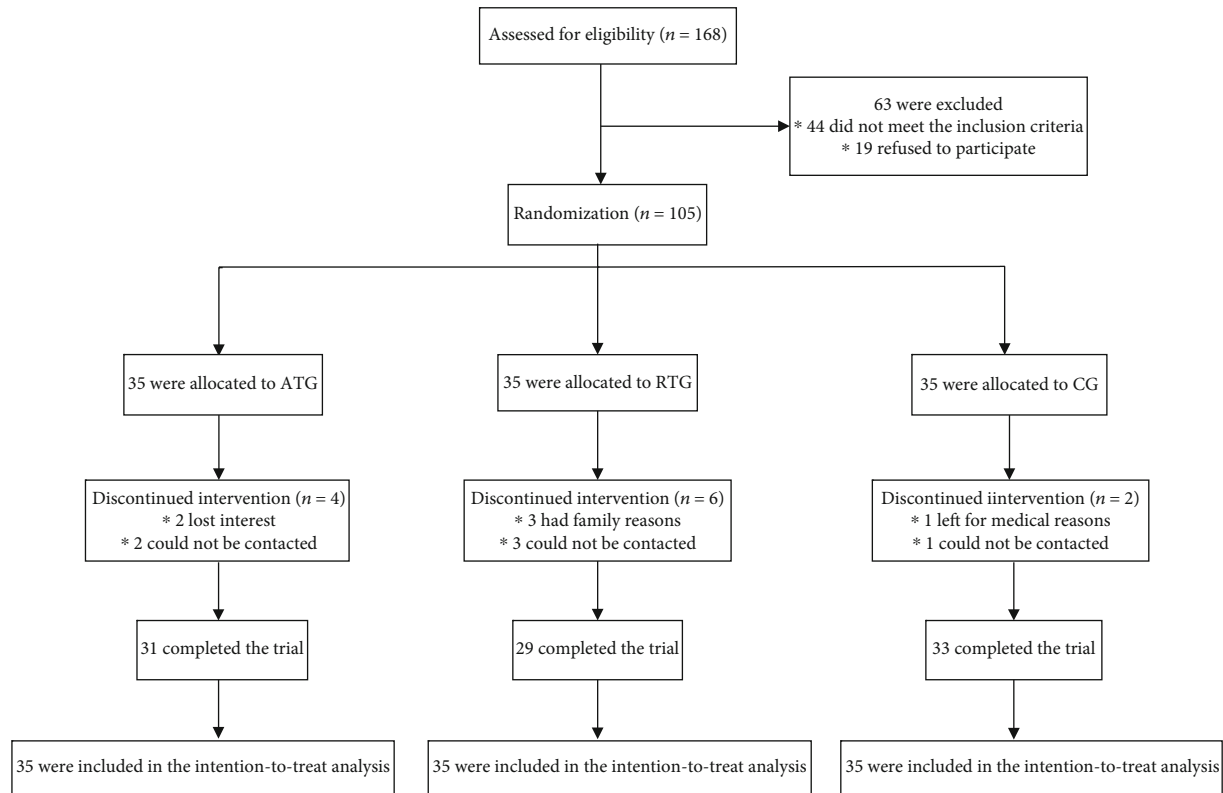 Assessed for eligibility (n = 168)
63 were excluded
* 44 did not meet the inclusion criteria
* 19 refused to participate
Randomization (n = 105)
35 were allocated to ATG
35 were allocated to RTG
35 were allocated to CG
Discontinued intervention (n = 4)
* 2 lost interest
* 2 could not be contacted
Discontinued intervention (n = 6)
* 3 had family reasons
* 3 could not be contacted
Discontinued iintervention (n = 2)
* 1 left for medical reasons
* 1 could not be contacted
31 completed the trial
29 completed the trial
33 completed the trial
35 were included in the intention-to-treat analysis
35 were included in the intention-to-treat analysis
35 were included in the intention-to-treat analysis